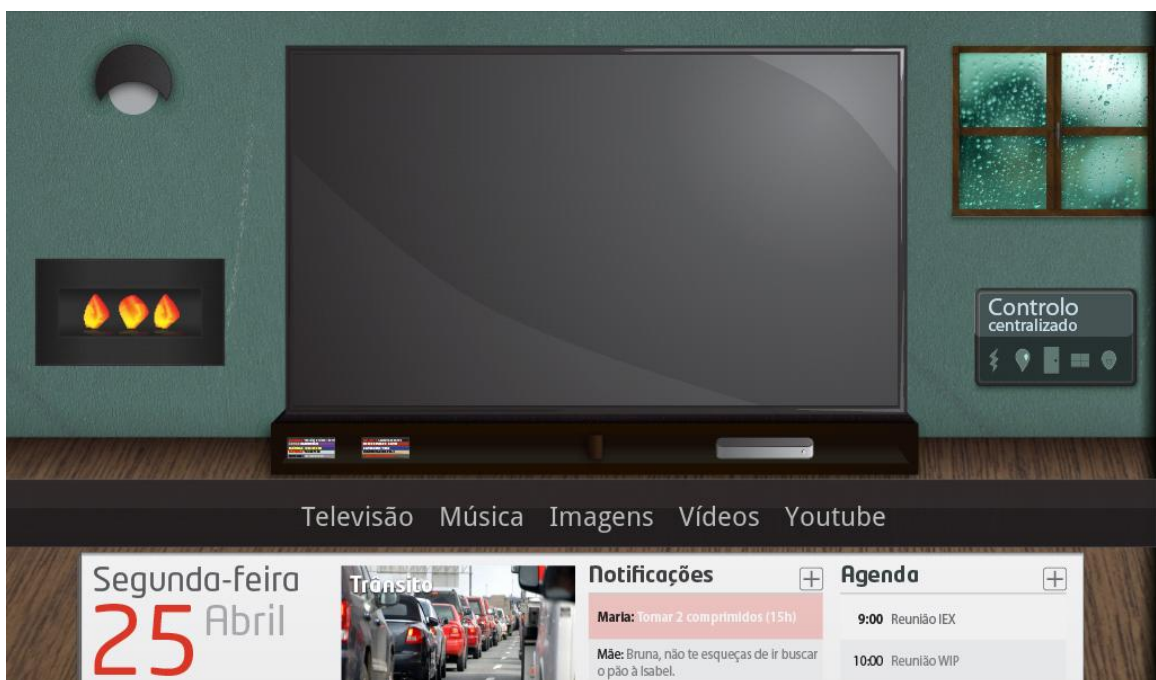 Controlo
centralizado
Televisão Música Imagens Vídeos Youtube
Segunda-feira
25 Abril
Trânsito
Notificações
Maria: Tomar 2 comprimidos (15h)
Mãe: Bruna, não te esqueças de ir buscar
o pão à Isabel.
Agenda
9:00 Reunião IEX
10:00 Reunião WIP